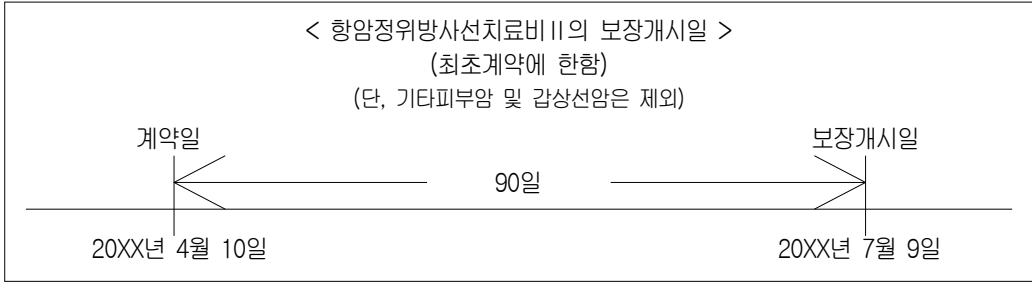 < 항암정위방사선치료비Ⅱ의 보장개시일 >
(최초계약에 한함)
(단, 기타피부암 및 갑상선암은 제외)
계약일 보장개시일
90일
20XX년 4월 10일 20XX년 7월 9일